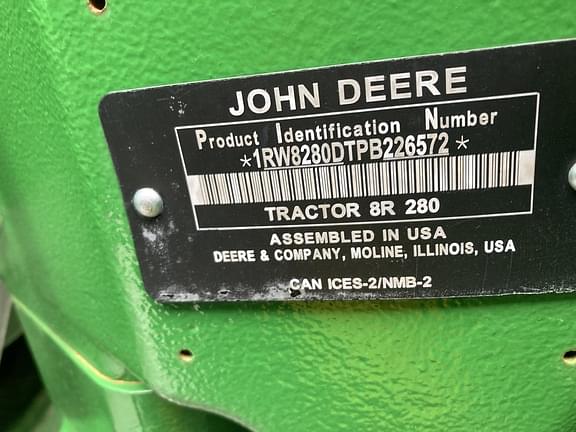 JOHN DEERE
Product Identification Number
*1RW8280DTPB226572*
TRACTOR 8R 280
ASSEMBLED IN USA
DEERE & COMPANY, MOLINE, ILLINOIS, USA
CAN ICES-2/NMB-2